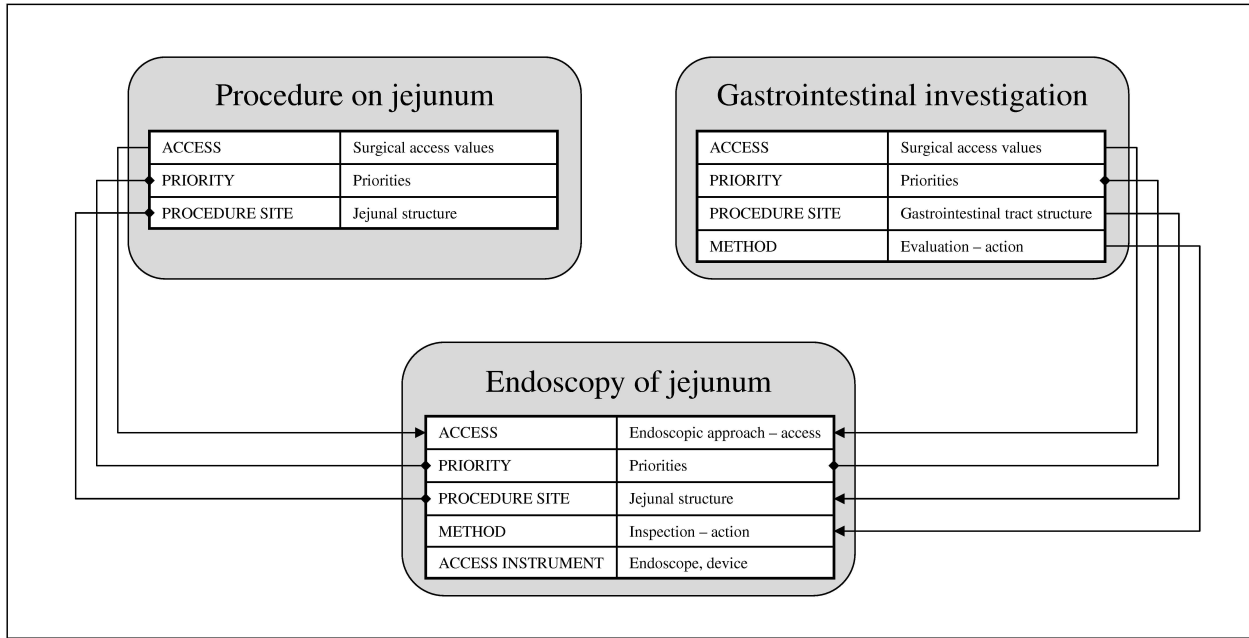 Procedure on jejunum
ACCESS Surgical access values
PRIORITY Priorities
PROCEDURE SITE Jejunal structure
Gastrointestinal investigation
ACCESS Surgical access values
PRIORITY Priorities
PROCEDURE SITE Gastrointestinal tract structure
METHOD Evaluation – action
Endoscopy of jejunum
ACCESS Endoscopic approach – access
PRIORITY Priorities
PROCEDURE SITE Jejunal structure
METHOD Inspection – action
ACCESS INSTRUMENT Endoscope, device